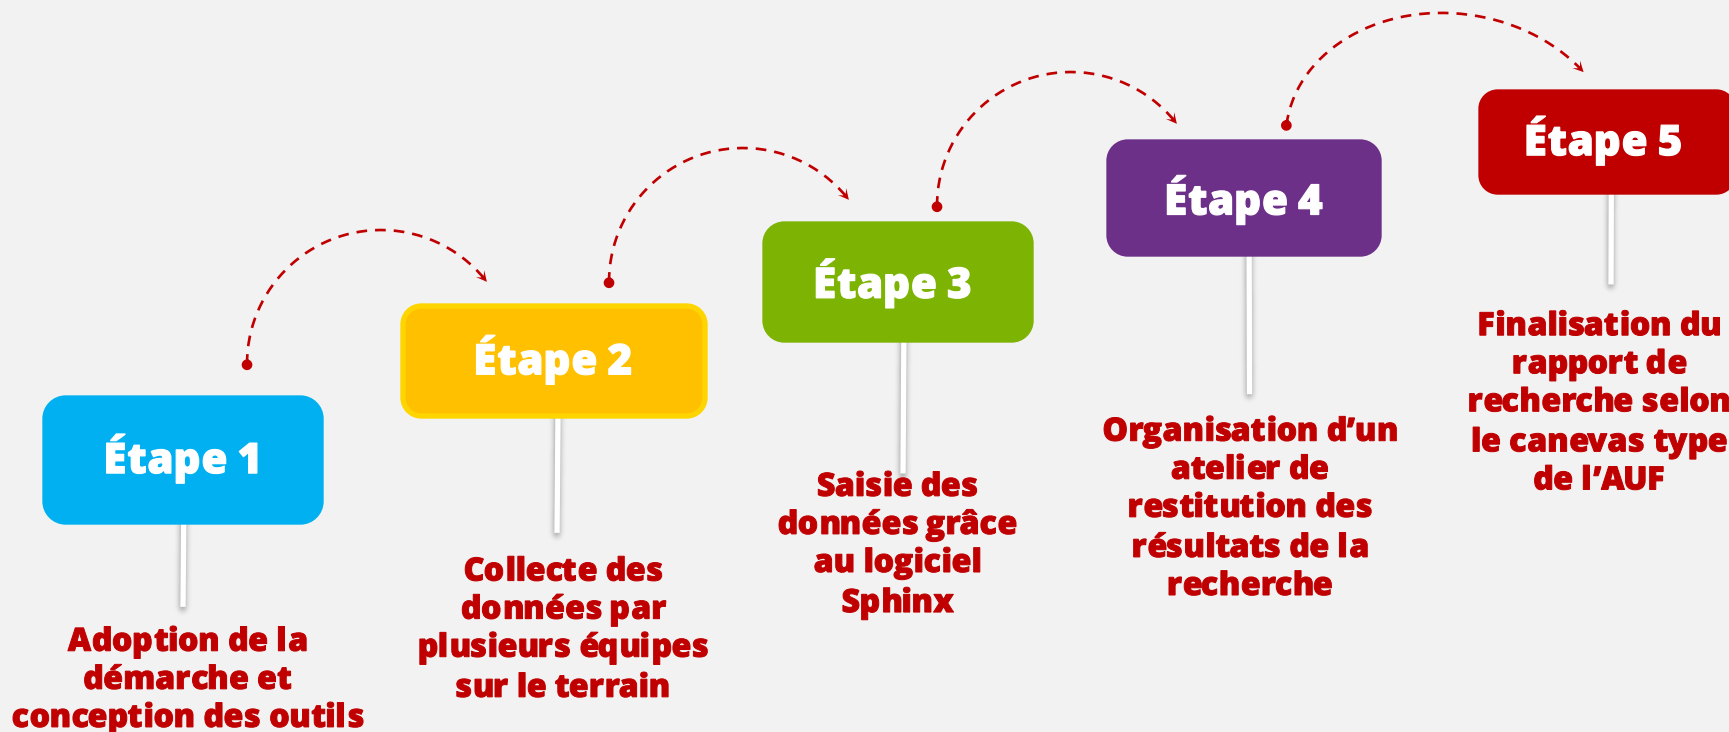 Étape 1
Adoption de la
démarche et
conception des outils
Étape 2
Collecte des
données par
plusieurs équipes
sur le terrain
Étape 3
Saisie des
données grâce
au logiciel
Sphinx
Étape 4
Organisation d’un
atelier de
restitution des
résultats de la
recherche
Étape 5
Finalisation du
rapport de
recherche selon
le canevas type
de l’AUF